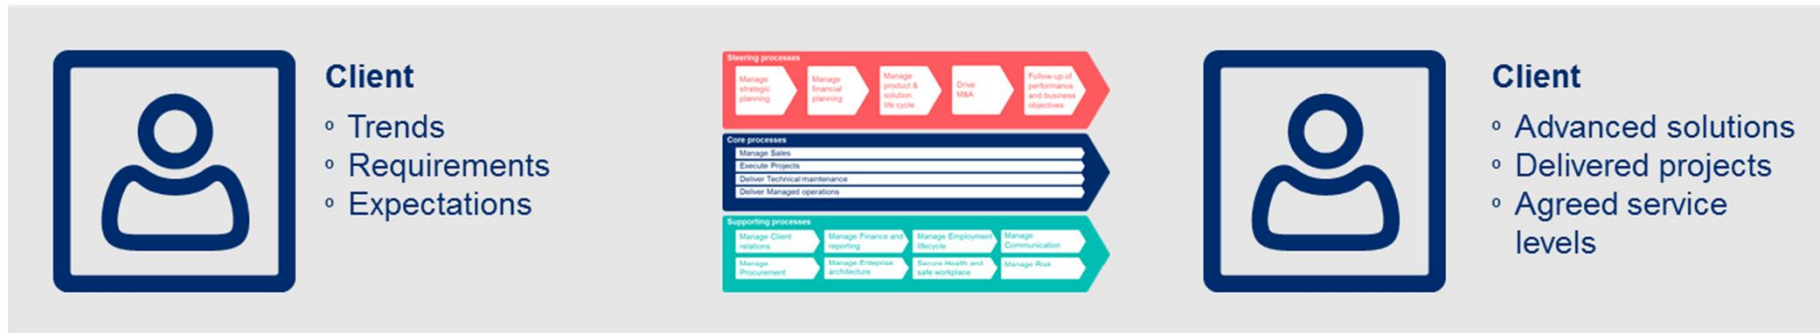 Client
Trends
Requirements
Expectations
Steering processes
Manage
strategic
planning
Manage
financial
planning
Manage
product &
solution
life cycle
Drive
M&A
Follow-up of
performance
and business
objectives
Core processes
Manage Sales
Execute Projects
Deliver Technical maintenance
Deliver Managed operations
Supporting processes
Manage Client
relations
Manage Finance and
reporting
Manage Employment
lifecycle
Manage
Communication
Manage
Procurement
Manage Enteprise
architecture
Secure Health and
safe workplace
Manage Risk
Client
Advanced solutions
Delivered projects
Agreed service
levels